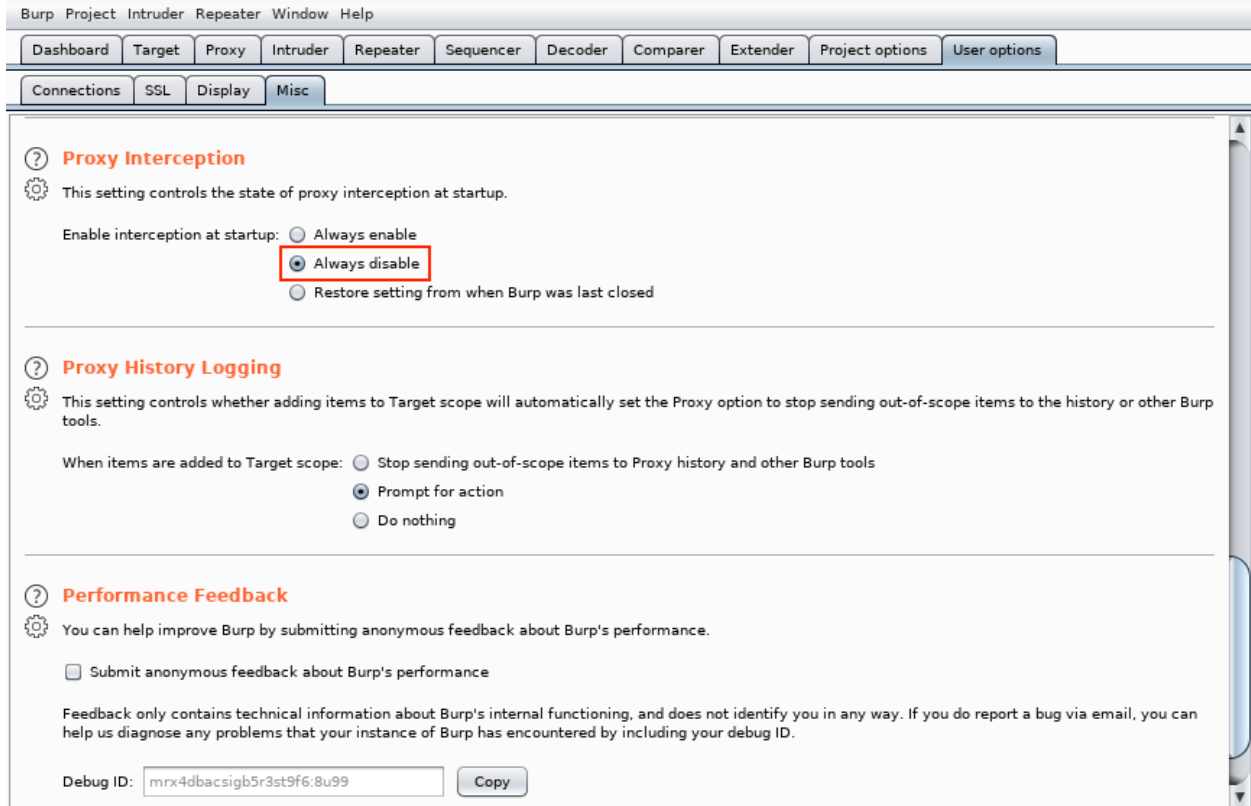 Burp Project Intruder Repeater Window Help
Dashboard Target Proxy Intruder Repeater Sequencer Decoder Comparer Extender Project options User options
Connections SSL Display Misc
? Proxy Interception
This setting controls the state of proxy interception at startup.
Enable interception at startup: Always enable
Always disable
Restore setting from when Burp was last closed
? Proxy History Logging
This setting controls whether adding items to Target scope will automatically set the Proxy option to stop sending out-of-scope items to the history or other Burp
tools.
When items are added to Target scope: Stop sending out-of-scope items to Proxy history and other Burp tools
Prompt for action
Do nothing
? Performance Feedback
You can help improve Burp by submitting anonymous feedback about Burp's performance.
Submit anonymous feedback about Burp's performance
Feedback only contains technical information about Burp's internal functioning, and does not identify you in any way. If you do report a bug via email, you can
help us diagnose any problems that your instance of Burp has encountered by including your debug ID.
Debug ID: mrx4dbacsigb5r3st9f6:8u99 Copy